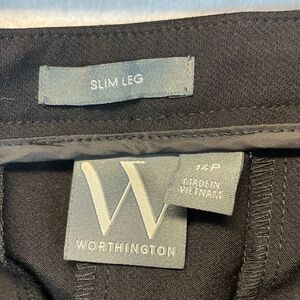 SLIM LEG
W
14P
MADE IN
VIETNAM
WORTHINGTON